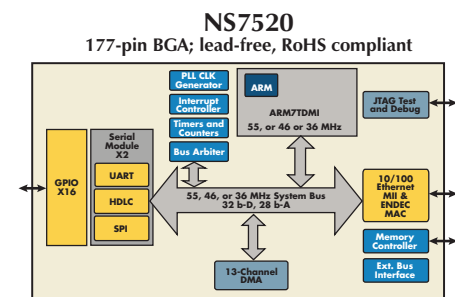 NS7520
177-pin BGA; lead-free, RoHS compliant
PLL CLK
Generator
Interrupt
Controller
Timers and
Counters
Bus Arbiter
ARM
ARM7TDMI
55, or 46 or 36 MHz
JTAG Test
and Debug
GPIO
X16
Serial
Module
X2
UART
HDLC
SPI
55, 46, or 36 MHz System Bus
32 b-D, 28 b-A
10/100
Ethernet
MII &
ENDEC
MAC
Memory
Controller
Ext. Bus
Interface
13-Channel
DMA